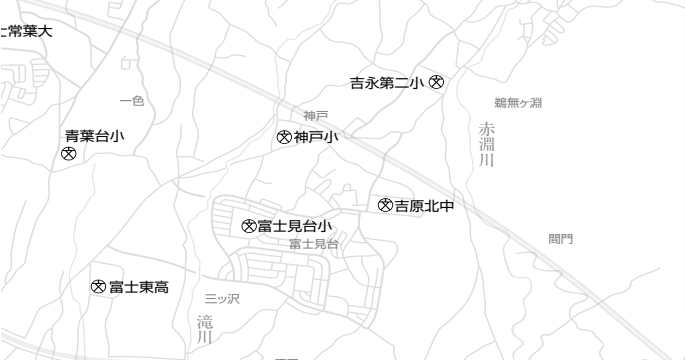 士常葉大
吉永第二小
一色
鵜無ヶ淵
神戸
赤淵川
青葉台小
神戸小
吉原北中
富士見台小
富士見台
間門
富士東高
三ッ沢
滝川